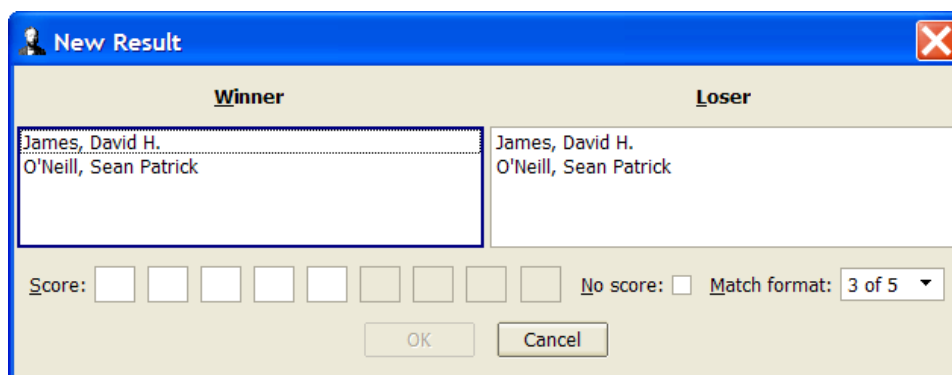 New Result
Winner Loser
James, David H.
O'Neill, Sean Patrick
James, David H.
O'Neill, Sean Patrick
Score: No score: Match format: 3 of 5
OK Cancel